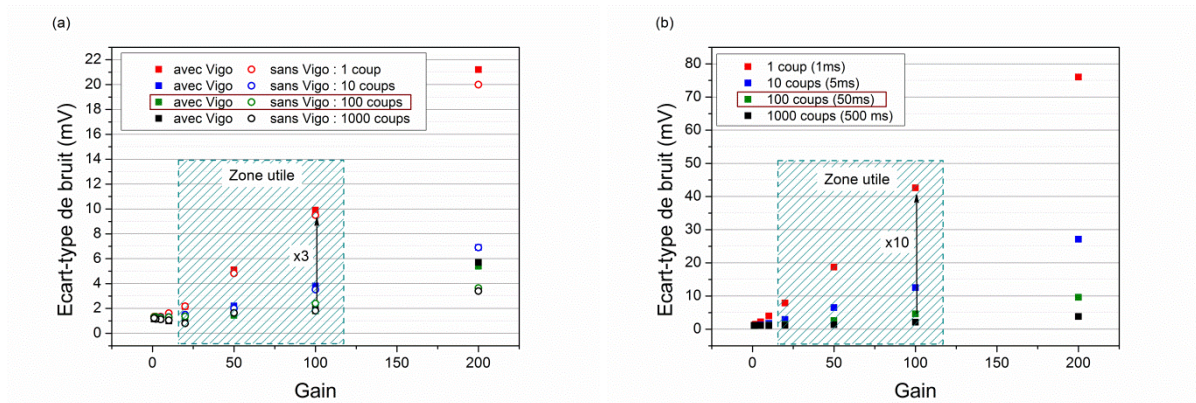 (a)
Ecart-type de bruit (mV)
22
20
18
16
14
12
10
8
6
4
2
0
avec Vigo sans Vigo : 1 coup
avec Vigo sans Vigo : 10 coups
avec Vigo sans Vigo : 100 coups
avec Vigo sans Vigo : 1000 coups
Zone utile
x3
0 50 100 150 200
Gain
(b)
Ecart-type de bruit (mV)
80
70
60
50
40
30
20
10
0
1 coup (1ms)
10 coups (5ms)
100 coups (50ms)
1000 coups (500 ms)
Zone utile
x10
0 50 100 150 200
Gain